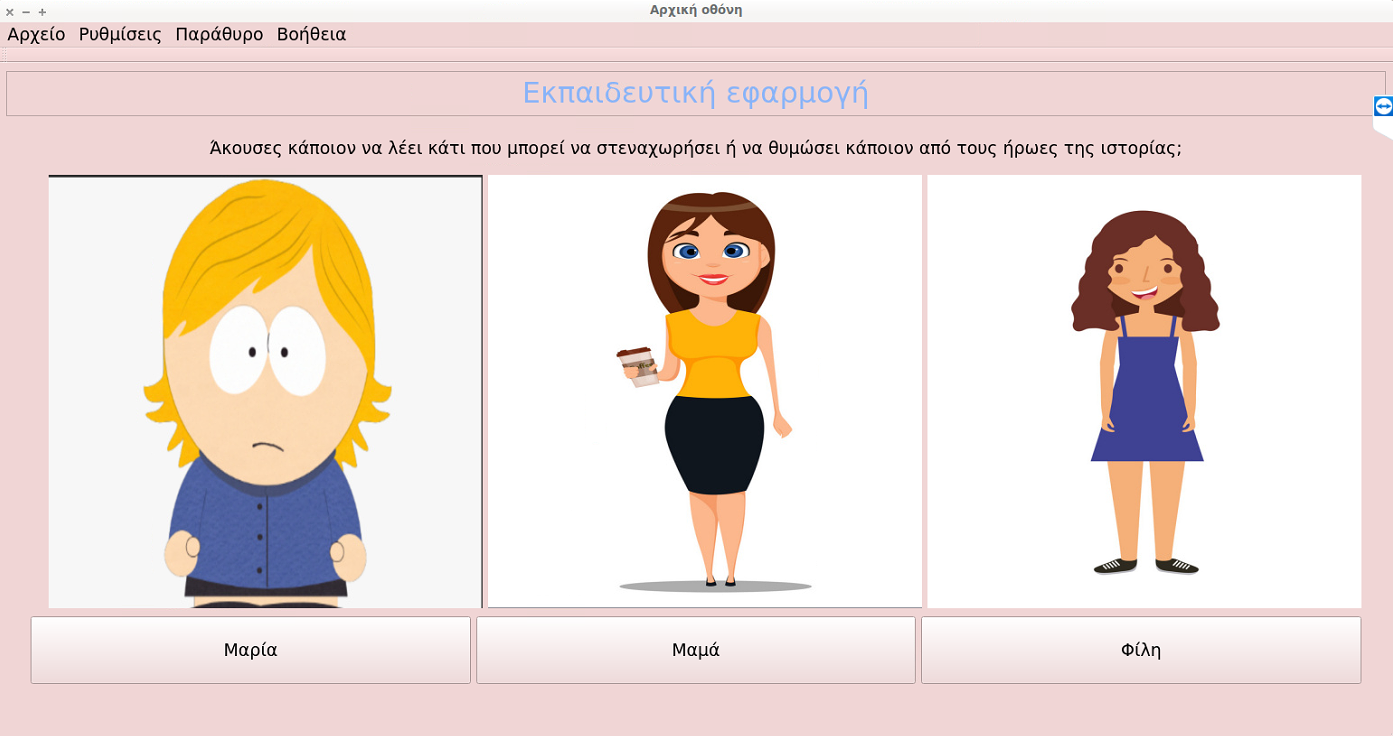 Αρχική οθόνη
Αρχείο Ρυθμίσεις Παράθυρο Βοήθεια
Εκπαιδευτική εφαρμογή
Άκουσες κάποιον να λέει κάτι που μπορεί να στεναχωρήσει ή να θυμώσει κάποιον από τους ήρωες της ιστορίας;
Μαρία Μαμά Φίλη